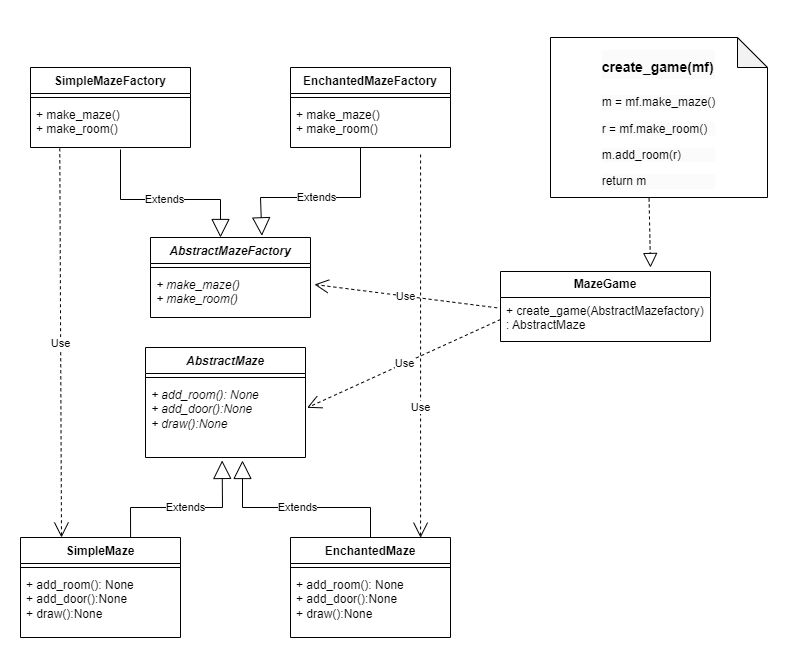 create_game(mf)
m = mf.make_maze()
r = mf.make_room()
m.add_room(r)
return m
SimpleMazeFactory
+ make_maze()
+ make_room()
EnchantedMazeFactory
+ make_maze()
+ make_room()
Extends
Extends
AbstractMazeFactory
+ make_maze()
+ make_room()
MazeGame
+ create_game(AbstractMazefactory)
: AbstractMaze
Use
Use
Use
Use
AbstractMaze
+ add_room(): None
+ add_door():None
+ draw():None
Extends
Extends
SimpleMaze
+ add_room(): None
+ add_door():None
+ draw():None
EnchantedMaze
+ add_room(): None
+ add_door():None
+ draw():None